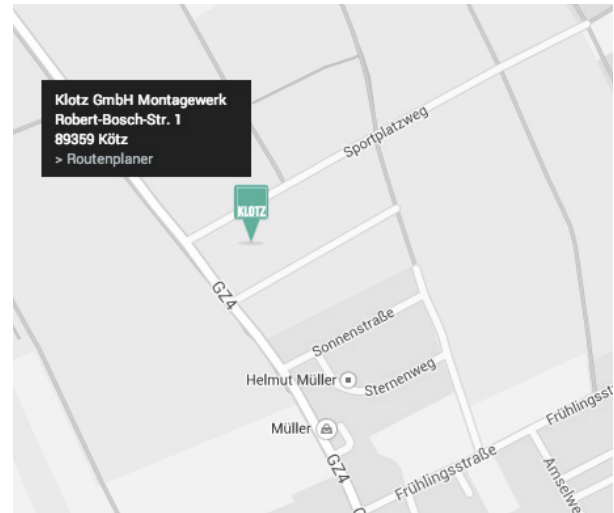 Klotz GmbH Montagewerk
Robert-Bosch-Str. 1
89359 Kötz
> Routenplaner
Sportplatzweg
KLOTZ
GZ4
Sonnenstraße
Helmut Müller
Sternenweg
Müller
GZ4
Frühlingsstraße
Frühlingsst
Amselwe
G